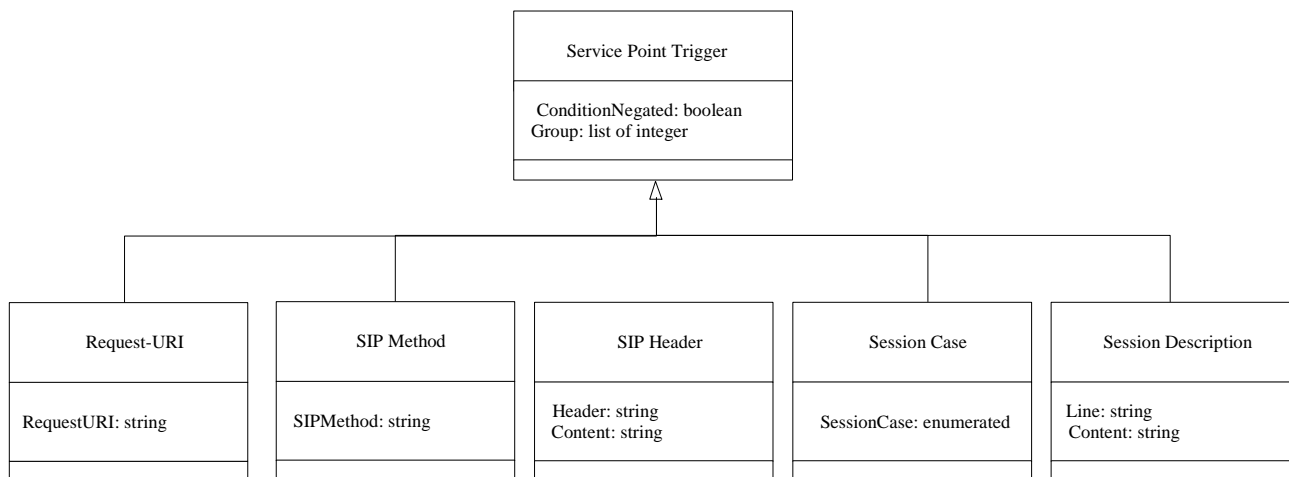 Service Point Trigger
ConditionNegated: boolean
Group: list of integer
Request-URI
RequestURI: string
SIP Method
SIPMethod: string
SIP Header
Header: string
Content: string
Session Case
SessionCase: enumerated
Session Description
Line: string
Content: string